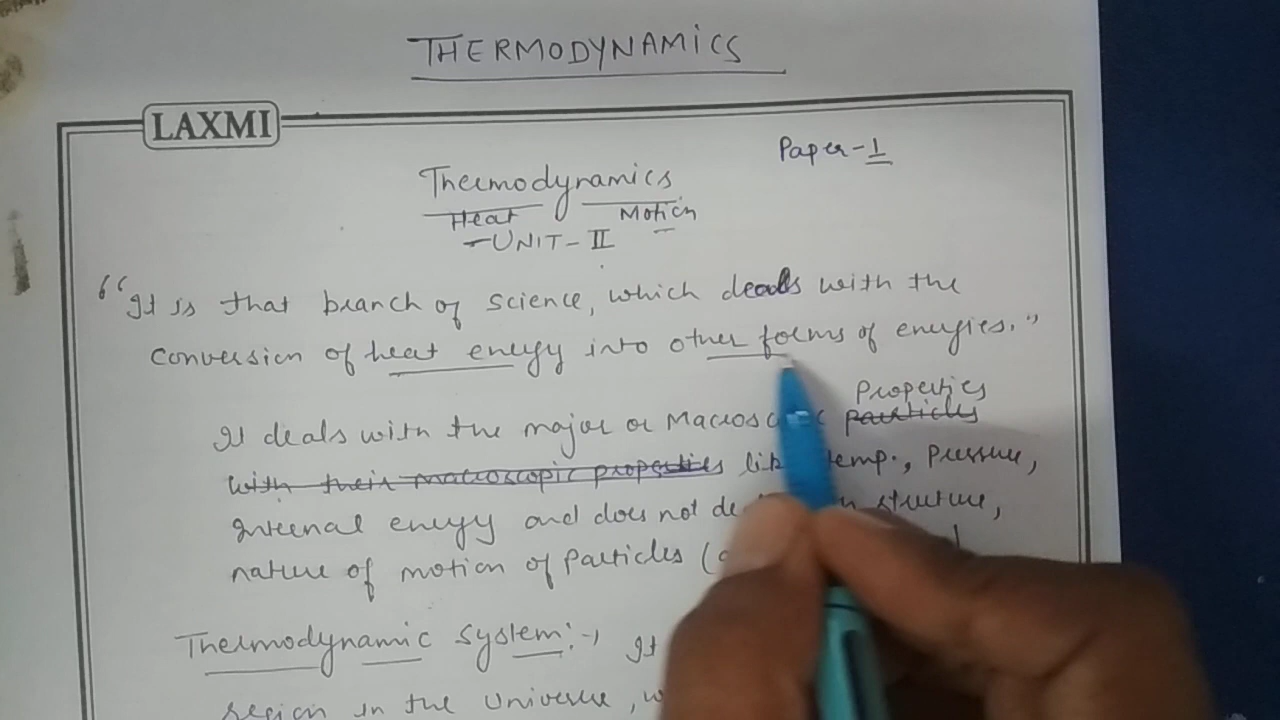 THERMODYNAMICS
LAXMI
Paper-1
Thermodynamics
Heat Motion
-UNIT-II
"It is that branch of science, which deals with the
conversion of heat energy into other forms of energies."
Properties
It deals with the major or Macroscopic particles
with their macroscopic properties like temp., pressure,
internal energy and does not deal structure,
nature of motion of particles (
Thermodynamic system:- It
region in the universe,